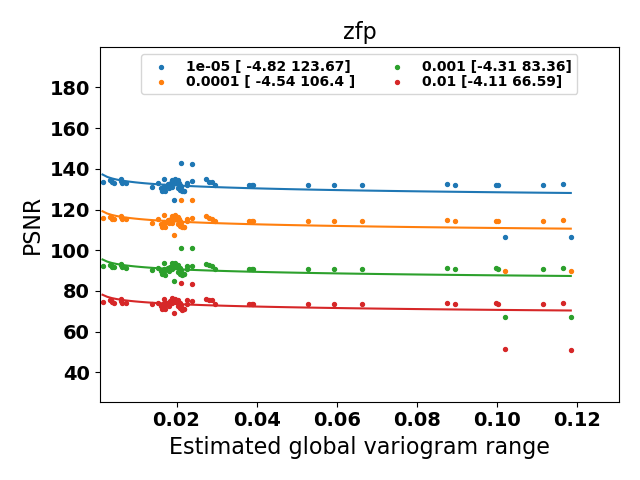 zfp
1e-05 [ -4.82 123.67]
0.0001 [ -4.54 106.4 ]
0.001 [-4.31 83.36]
0.01 [-4.11 66.59]
180
160
140
120
100
80
60
40
PSNR
0.02 0.04 0.06 0.08 0.10 0.12
Estimated global variogram range